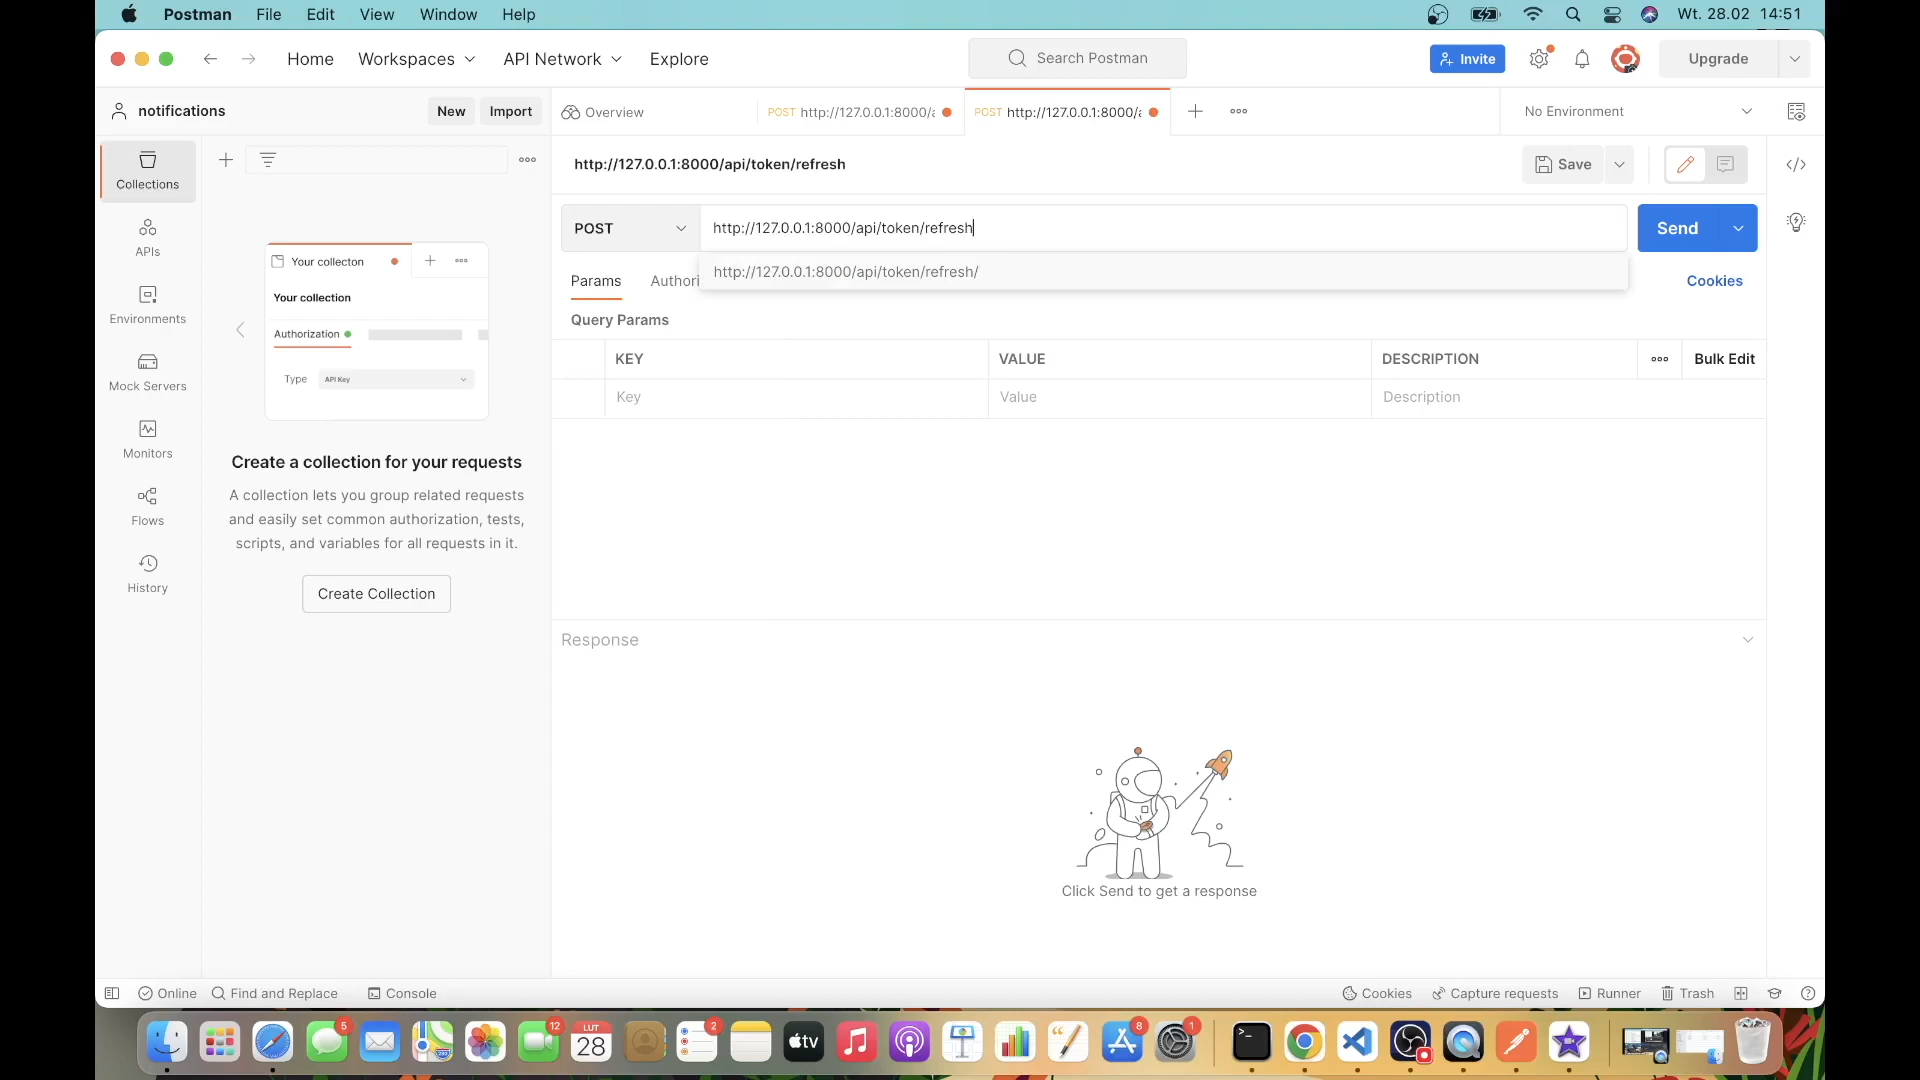 Postman File Edit View Window Help Wt. 28.02 14:51
Home Workspaces API Network Explore Search Postman Invite Upgrade
notifications New Import
Overview POST http://127.0.0.1:8000/a POST http://127.0.0.1:8000/a No Environment
http://127.0.0.1:8000/api/token/refresh Save
POST http://127.0.0.1:8000/api/token/refresh Send
http://127.0.0.1:8000/api/token/refresh/
Params Authori Cookies
Query Params
KEY VALUE DESCRIPTION Bulk Edit
Key Value Description
Collections
APIs
Environments
Mock Servers
Monitors
Flows
History
Your collecton
Your collection
Authorization
Type API Key
Create a collection for your requests
A collection lets you group related requests
and easily set common authorization, tests,
scripts, and variables for all requests in it.
Create Collection
Response
Click Send to get a response
Online Find and Replace Console Cookies Capture requests Runner Trash
5 12 LUT 28 2 tv 8 1